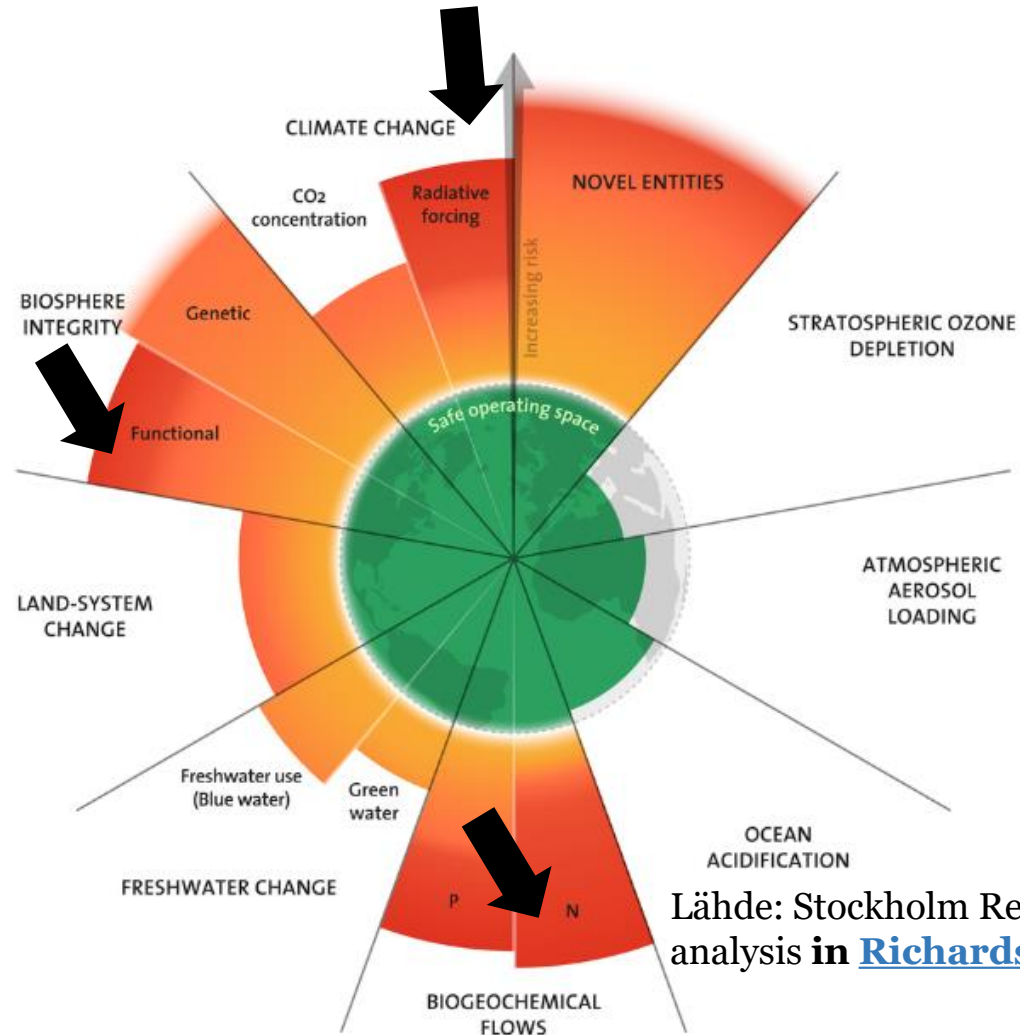 CLIMATE CHANGE
CO2
concentration
Radiative
forcing
NOVEL ENTITIES
Increasing risk
BIOSPHERE
INTEGRITY
Genetic
Functional
STRATOSPHERIC OZONE
DEPLETION
Safe operating space
ATMOSPHERIC
AEROSOL
LOADING
LAND-SYSTEM
CHANGE
Freshwater use
(Blue water)
Green
water
FRESHWATER CHANGE
P
N
OCEAN
ACIDIFICATION
BIOGEOCHEMICAL
FLOWS
Lähde: Stockholm Re
analysis in Richards